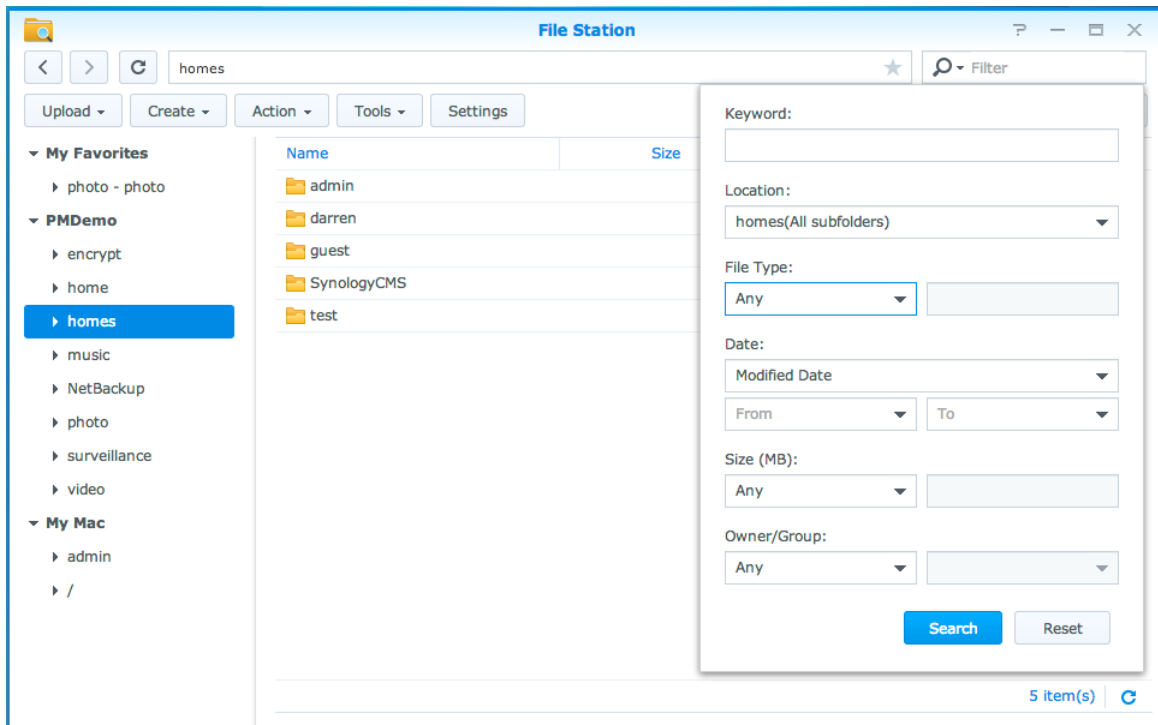 File Station
homes
Filter
Upload
Create
Action
Tools
Settings
My Favorites
photo - photo
PMDemo
encrypt
home
homes
music
NetBackup
photo
surveillance
video
My Mac
admin
/
Name
Size
admin
darren
guest
SynologyCMS
test
Keyword:
Location:
homes(All subfolders)
File Type:
Any
Date:
Modified Date
From
To
Size (MB):
Any
Owner/Group:
Any
Search
Reset
5 item(s)